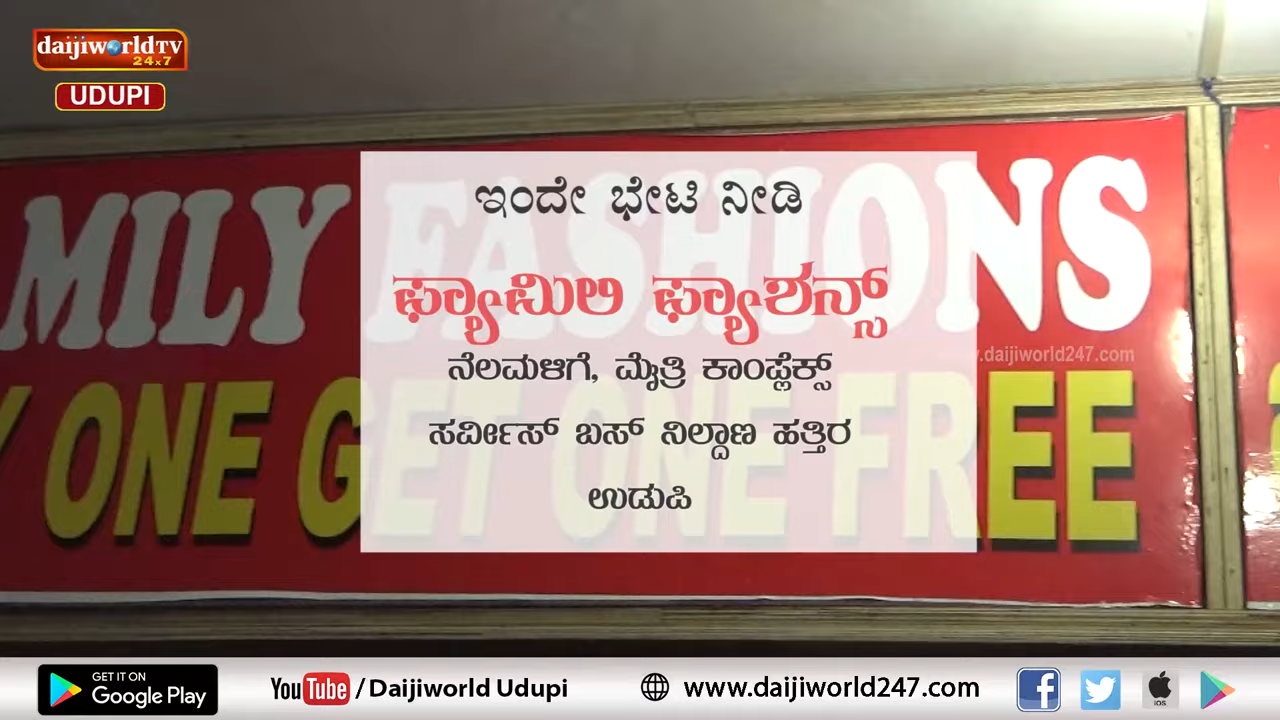 daijiworldTV
24x7
UDUPI
MILY FASHIONS
ONE GET ONE FREE
ಇಂದೇ ಭೇಟಿ ನೀಡಿ
ಫ್ಯಾಮಿಲಿ ಫ್ಯಾಶನ್ಸ್
ನೆಲಮಳಿಗೆ, ಮೈತ್ರಿ ಕಾಂಪ್ಲೆಕ್ಸ್
ಸರ್ವೀಸ್ ಬಸ್ ನಿಲ್ದಾಣ ಹತ್ತಿರ
ಉಡುಪಿ
www.daijiworld247.com
GET IT ON
Google Play
YouTube /Daijiworld Udupi
www.daijiworld247.com
iOS